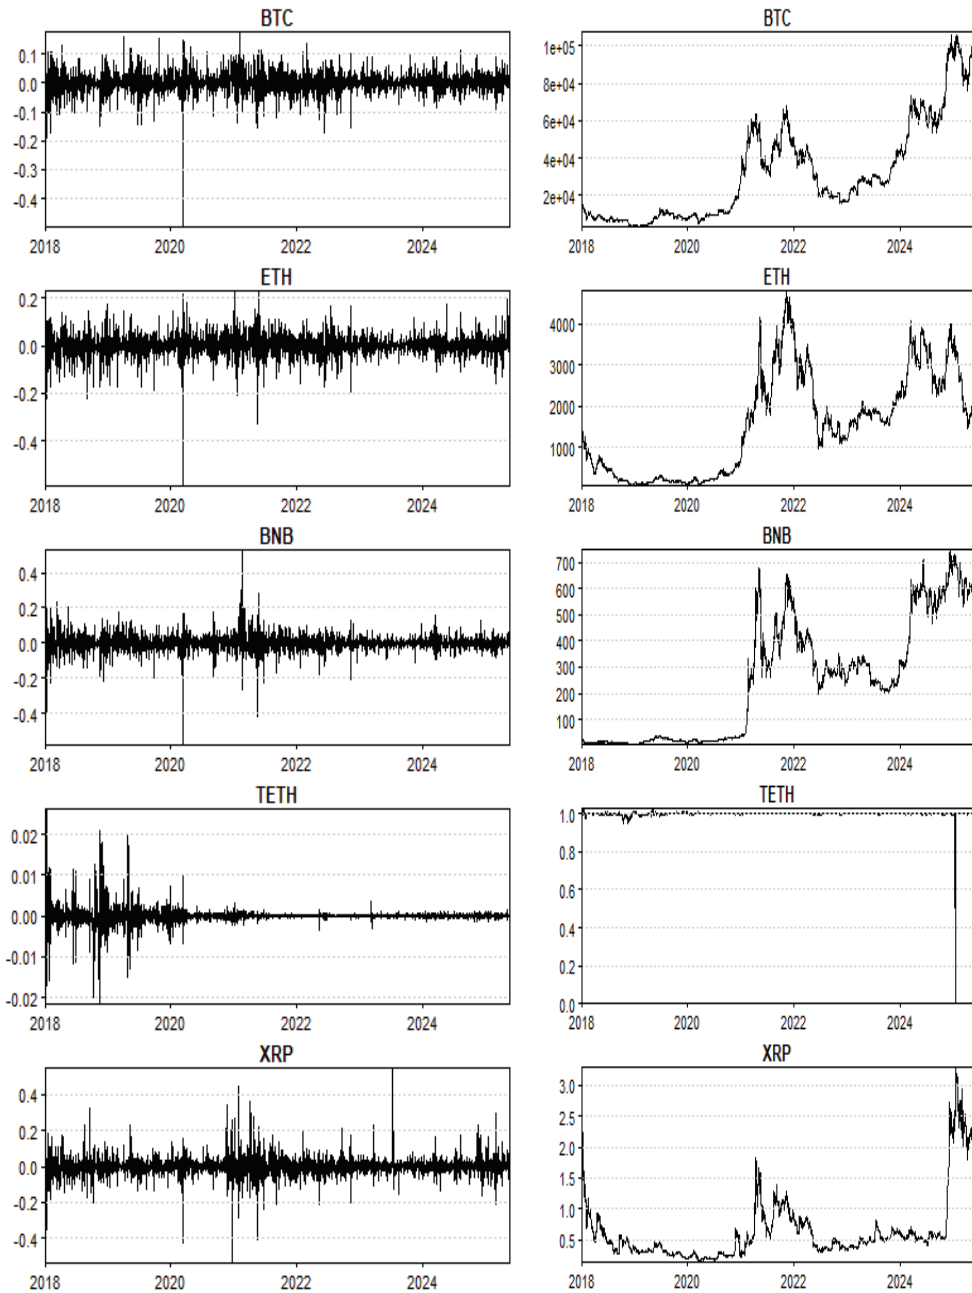 BTC
0.1
0.0
-0.1
-0.2
-0.3
-0.4
2018 2020 2022 2024
BTC
1e+05
8e+04
6e+04
4e+04
2e+04
2018 2020 2022 2024
ETH
0.2
0.0
-0.2
-0.4
2018 2020 2022 2024
ETH
4000
3000
2000
1000
2018 2020 2022 2024
BNB
0.4
0.2
0.0
-0.2
-0.4
2018 2020 2022 2024
BNB
700
600
500
400
300
200
100
2018 2020 2022 2024
TETH
0.02
0.01
0.00
-0.01
-0.02
2018 2020 2022 2024
TETH
1.0
0.8
0.6
0.4
0.2
0.0
2018 2020 2022 2024
XRP
0.4
0.2
0.0
-0.2
-0.4
2018 2020 2022 2024
XRP
3.0
2.5
2.0
1.5
1.0
0.5
2018 2020 2022 2024